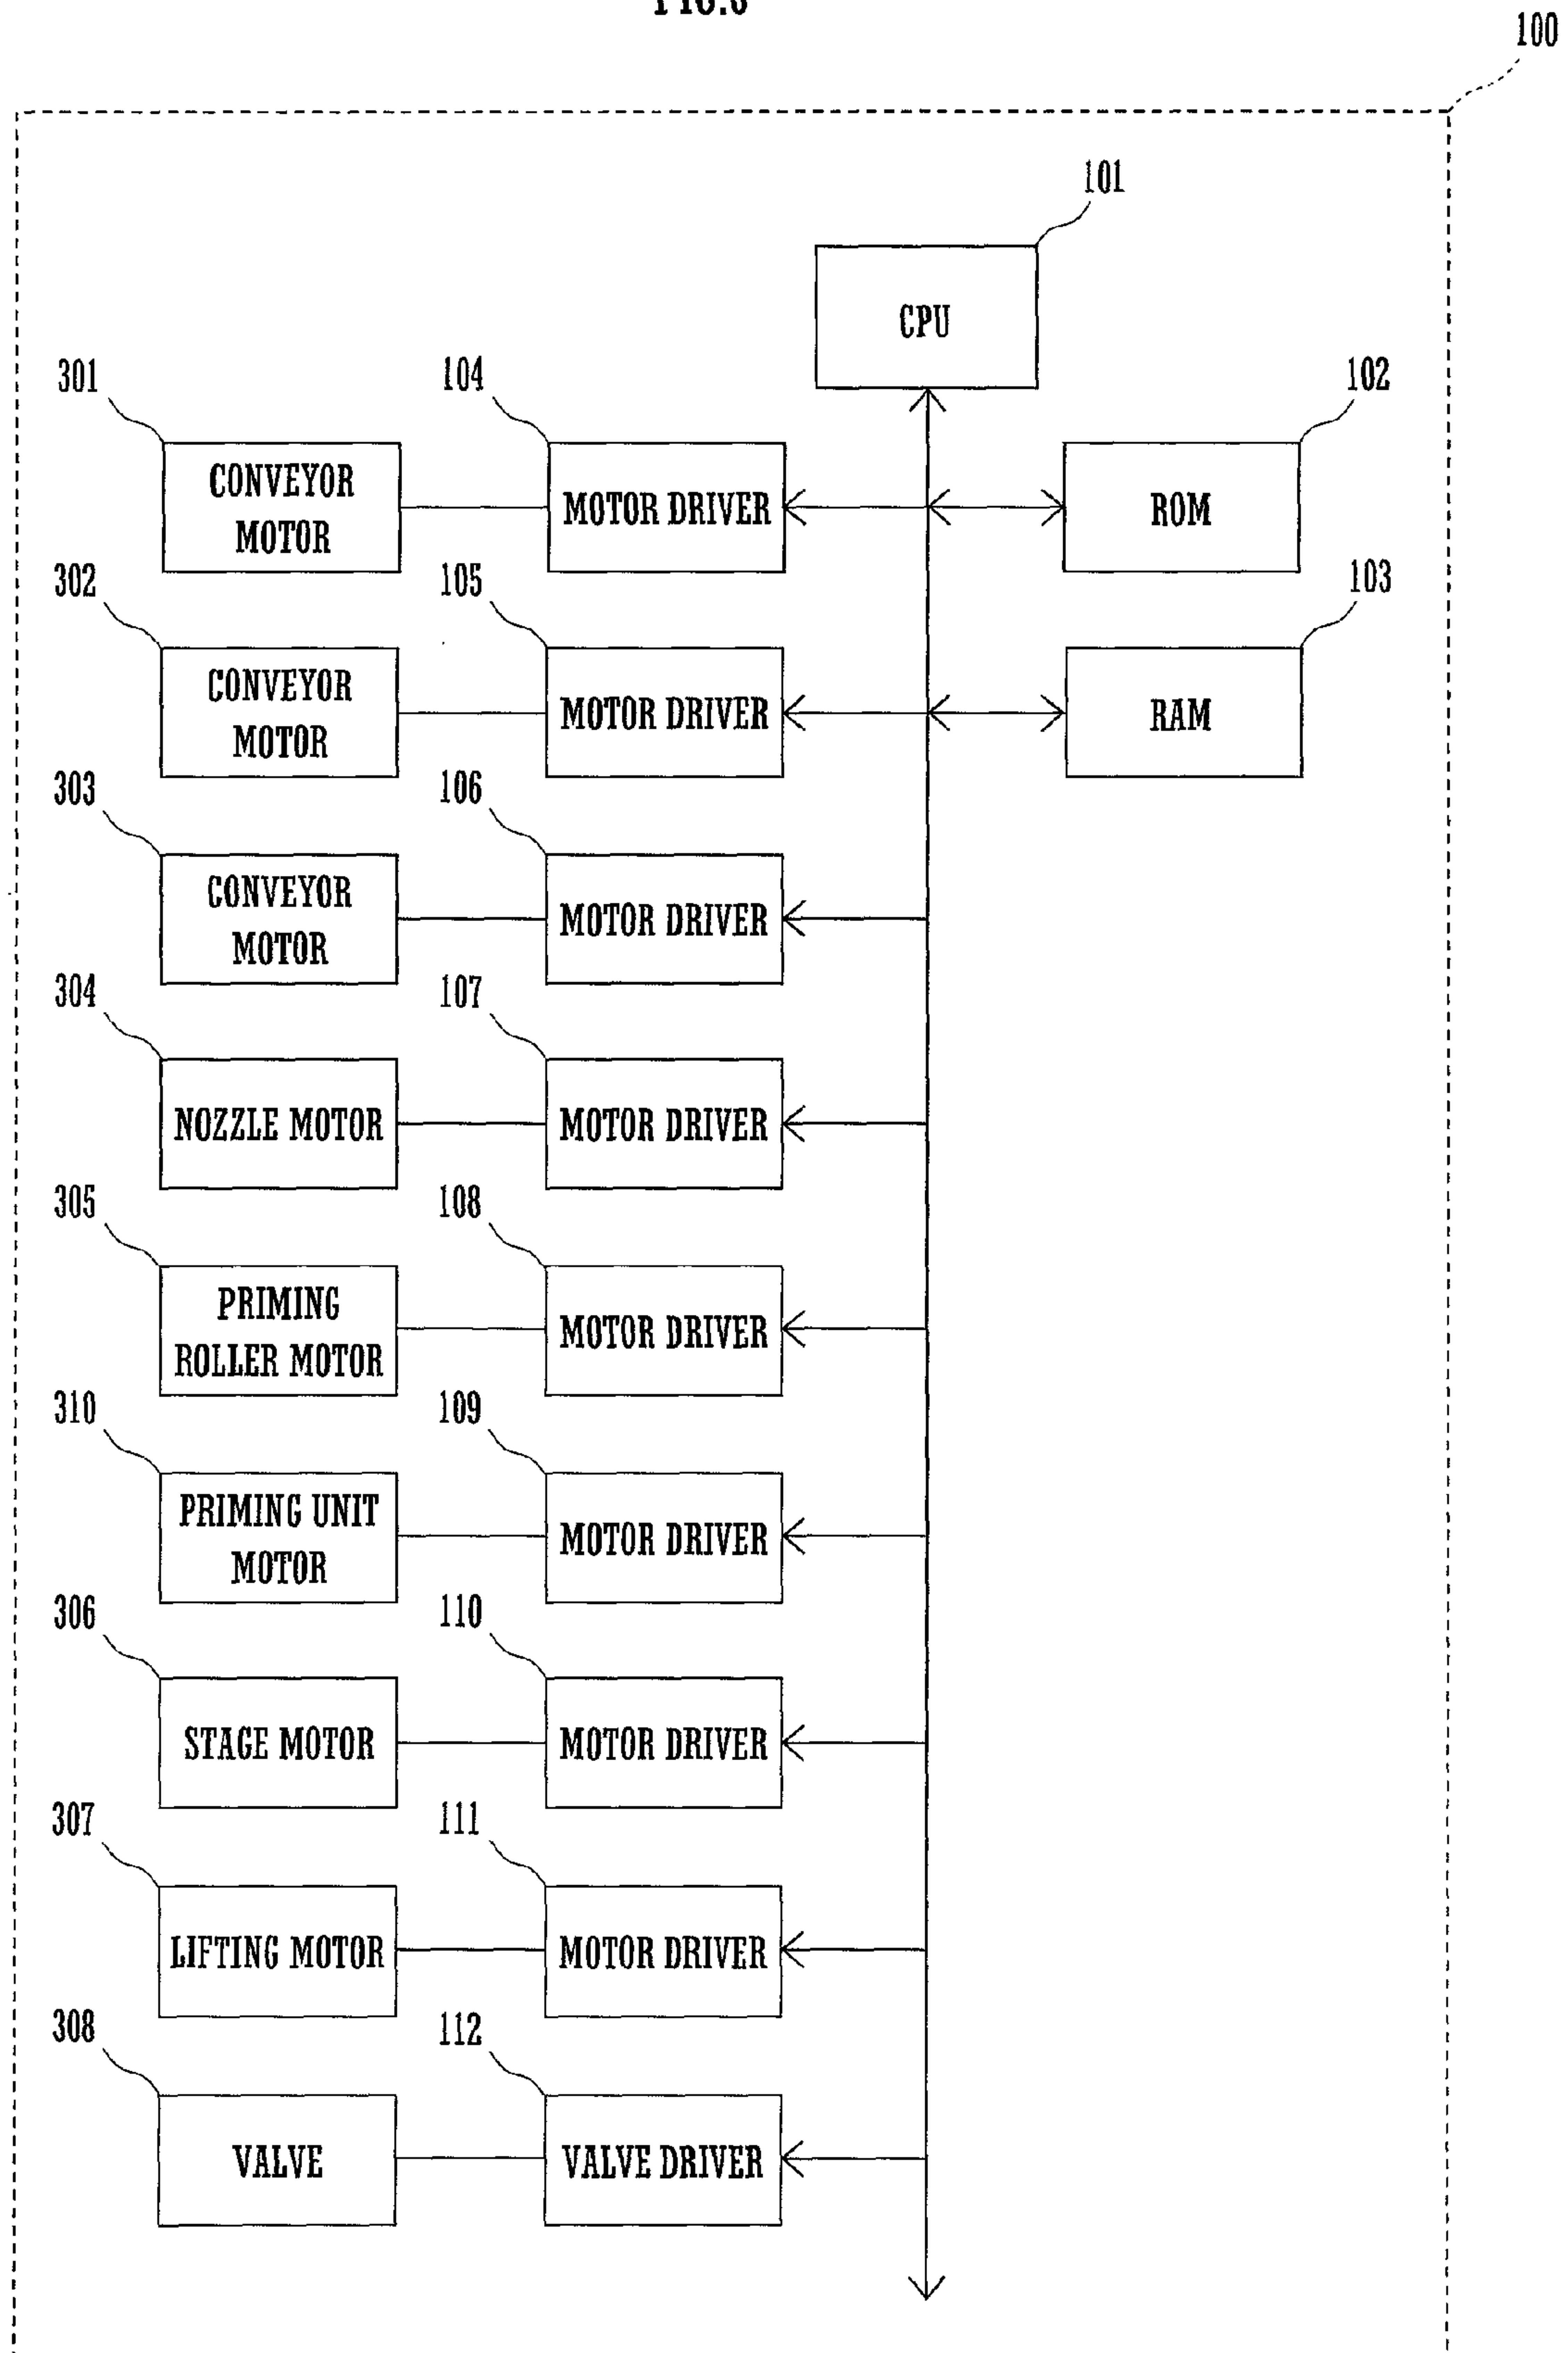 100
101
CPU
301
104
102
CONVEYOR
MOTOR
MOTOR DRIVER
ROM
302
105
103
CONVEYOR
MOTOR
MOTOR DRIVER
RAM
303
106
CONVEYOR
MOTOR
MOTOR DRIVER
304
107
NOZZLE MOTOR
MOTOR DRIVER
305
108
PRIMING
ROLLER MOTOR
MOTOR DRIVER
310
109
PRIMING UNIT
MOTOR
MOTOR DRIVER
306
110
STAGE MOTOR
MOTOR DRIVER
307
111
LIFTING MOTOR
MOTOR DRIVER
308
112
VALVE
VALVE DRIVER